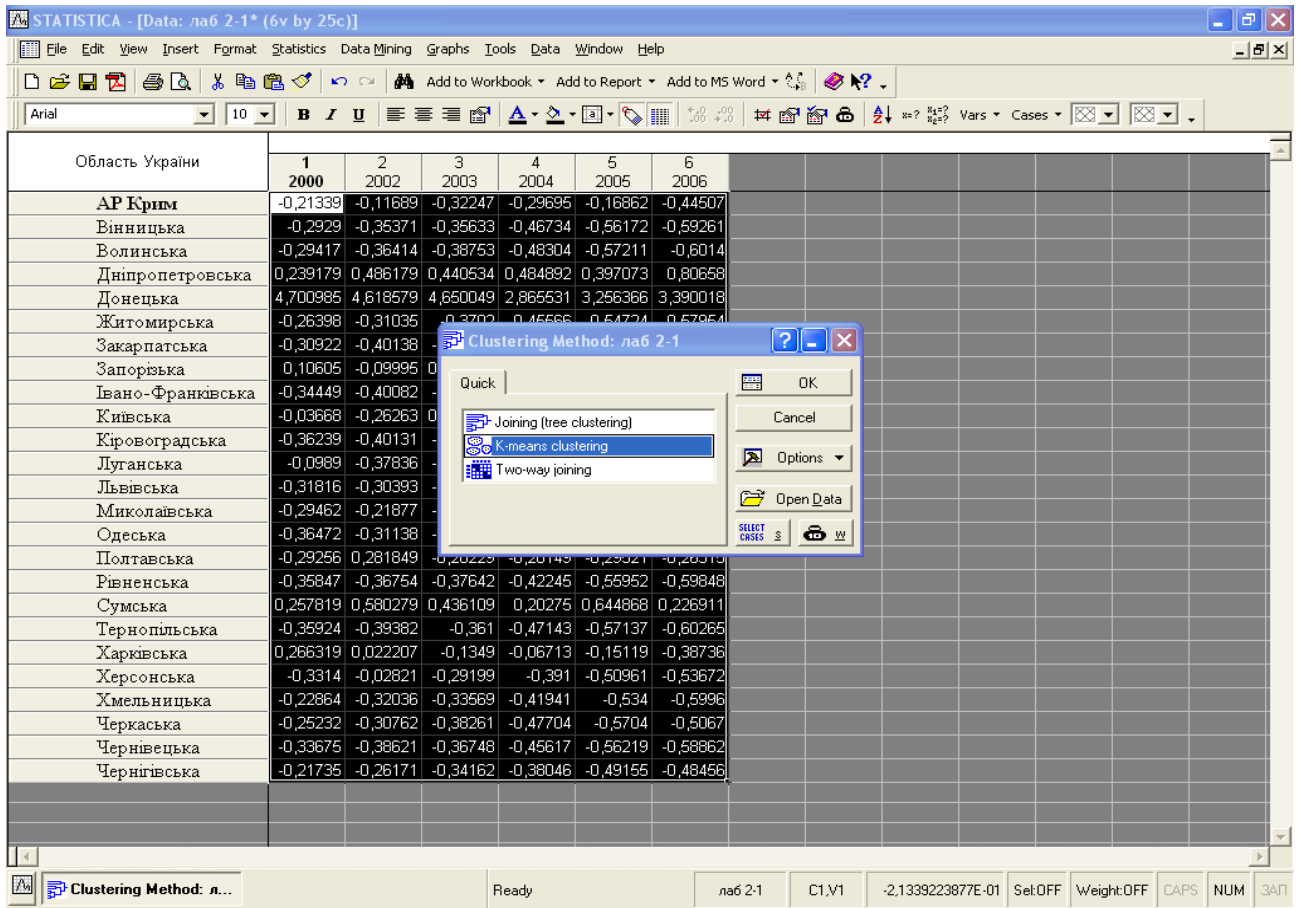 STATISTICA - [Data: лаб 2-1* (6v by 25c)]
File Edit View Insert Format Statistics Data Mining Graphs Tools Data Window Help
Add to Workbook Add to Report Add to MS Word
Arial 10 B I U A Vars Cases
Область України 1 2 3 4 5 6
2000 2002 2003 2004 2005 2006
АР Крим -0,21339 -0,11689 -0,32247 -0,29695 -0,16862 -0,44507
Вінницька -0,2929 -0,35371 -0,35633 -0,46734 -0,56172 -0,59261
Волинська -0,29417 -0,36414 -0,38753 -0,48304 -0,57211 -0,6014
Дніпропетровська 0,239179 0,486179 0,440534 0,484892 0,397073 0,80658
Донецька 4,700985 4,618579 4,650049 2,865531 3,256366 3,390018
Житомирська -0,26398 -0,31035 -0,3702 -0,45566 -0,54724 -0,57954
Закарпатська -0,30922 -0,40138 -
Запорізька 0,10605 -0,09995 0
Івано-Франківська -0,34449 -0,40082 -
Київська -0,03668 -0,26263 0
Кіровоградська -0,36239 -0,40131 -
Луганська -0,0989 -0,37836 -
Львівська -0,31816 -0,30393 -
Миколаївська -0,29462 -0,21877 -
Одеська -0,36472 -0,31138 -
Полтавська -0,29256 0,281849 -0,20229 -0,20149 -0,29521
Рівненська -0,35847 -0,36754 -0,37642 -0,42245 -0,55952 -0,59848
Сумська 0,257819 0,580279 0,436109 0,20275 0,644868 0,226911
Тернопільська -0,35924 -0,39382 -0,361 -0,47143 -0,57137 -0,60265
Харківська 0,266319 0,022207 -0,1349 -0,06713 -0,15119 -0,38736
Херсонська -0,3314 -0,02821 -0,29199 -0,391 -0,50961 -0,53672
Хмельницька -0,22864 -0,32036 -0,33569 -0,41941 -0,534 -0,5996
Черкаська -0,25232 -0,30762 -0,38261 -0,47704 -0,5704 -0,5067
Чернівецька -0,33675 -0,38621 -0,36748 -0,45617 -0,56219 -0,58862
Чернігівська -0,21735 -0,26171 -0,34162 -0,38046 -0,49155 -0,48456
Clustering Method: лаб 2-1
Quick
Joining (tree clustering)
K-means clustering
Two-way joining
OK
Cancel
Options
Open Data
SELECT CASES S W
Clustering Method: л... Ready лаб 2-1 C1,V1 -2,1339223877E-01 Sel:OFF Weight:OFF CAPS NUM ЗАП